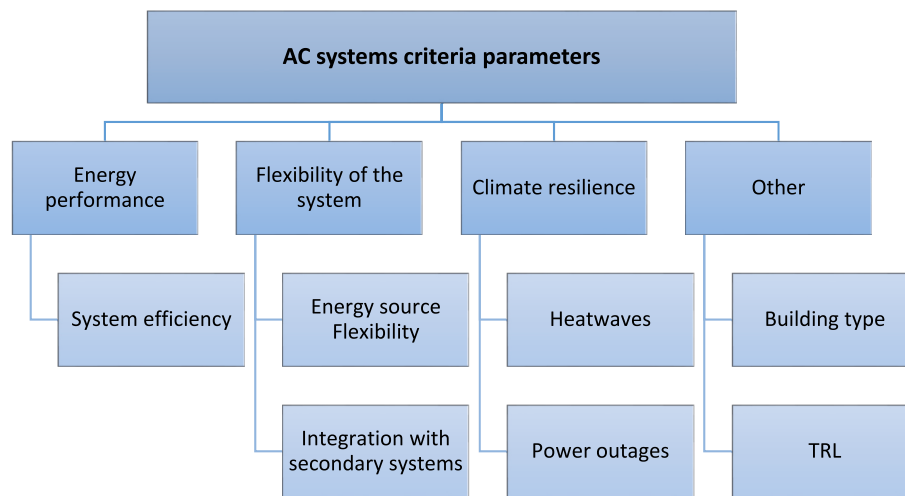 AC systems criteria parameters
Energy
performance
Flexibility of the
system
Climate resilience
Other
System efficiency
Energy source
Flexibility
Heatwaves
Building type
Integration with
secondary systems
Power outages
TRL